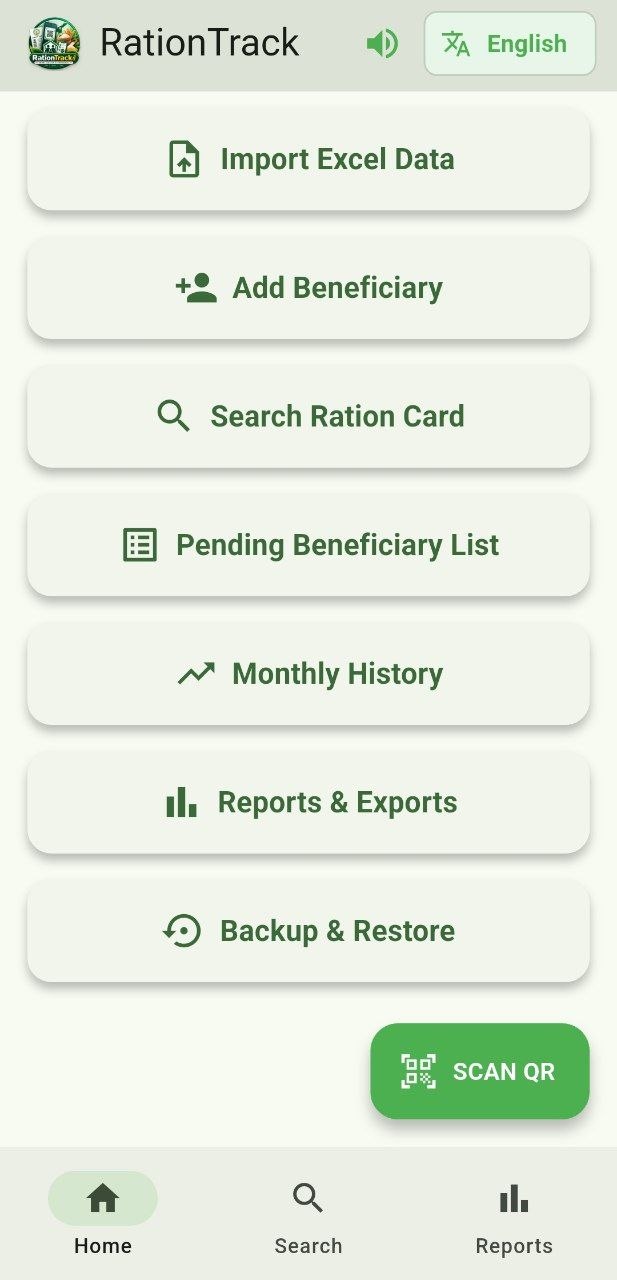 RationTrack
English
Import Excel Data
Add Beneficiary
Search Ration Card
Pending Beneficiary List
Monthly History
Reports & Exports
Backup & Restore
SCAN QR
Home
Search
Reports